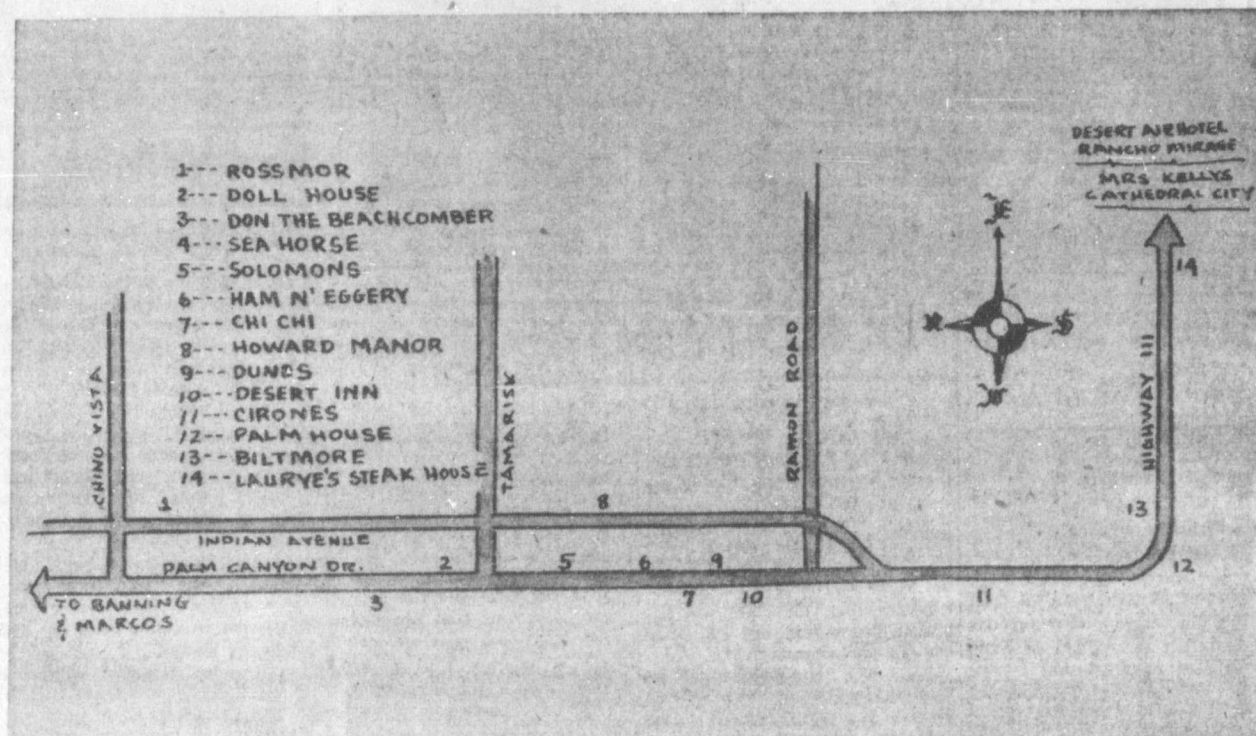 DESERT AIR HOTEL
RANCHO MIRAGE
MRS KELLYS
CATHEDRAL CITY
1--- ROSSMOR
2--- DOLL HOUSE
3--- DON THE BEACHCOMBER
4--- SEA HORSE
5--- SOLOMONS
6--- HAM N' EGGERY
7--- CHI CHI
8--- HOWARD MANOR
9--- DUNES
10--- DESERT INN
11--- CIRONES
12-- PALM HOUSE
13-- BILTMORE
14-- LAURYE'S STEAK HOUSE
CHINO VISTA
TAMARISK
RAMON ROAD
HIGHWAY 111
14
13
12
1
8
INDIAN AVENUE
PALM CANYON DR.
2
5
6
9
3
7
10
11
TO BANNING
& MARCOS